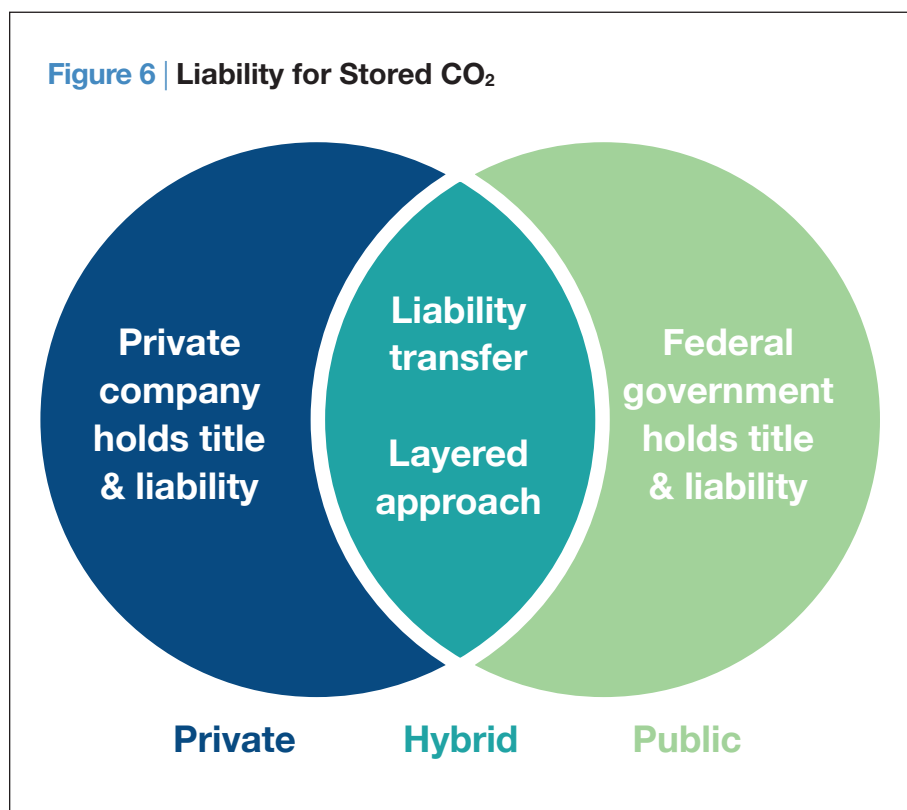 Figure 6 | Liability for Stored CO₂
Private
company
holds title
& liability
Liability
transfer
Layered
approach
Federal
government
holds title
& liability
Private
Hybrid
Public